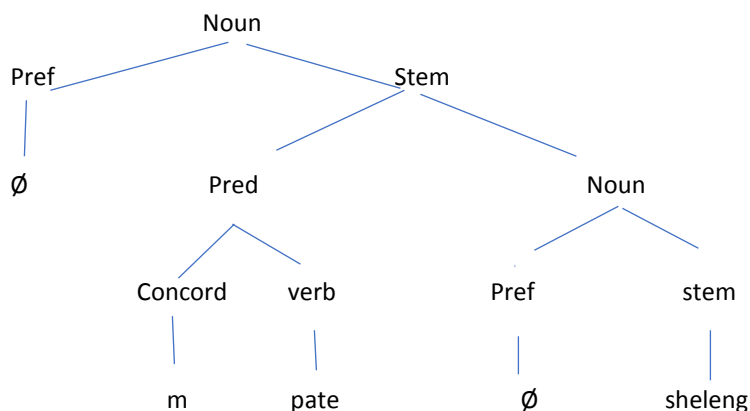 Noun
Pref Stem
Ø Pred Noun
Concord verb Pref stem
m pate Ø sheleng